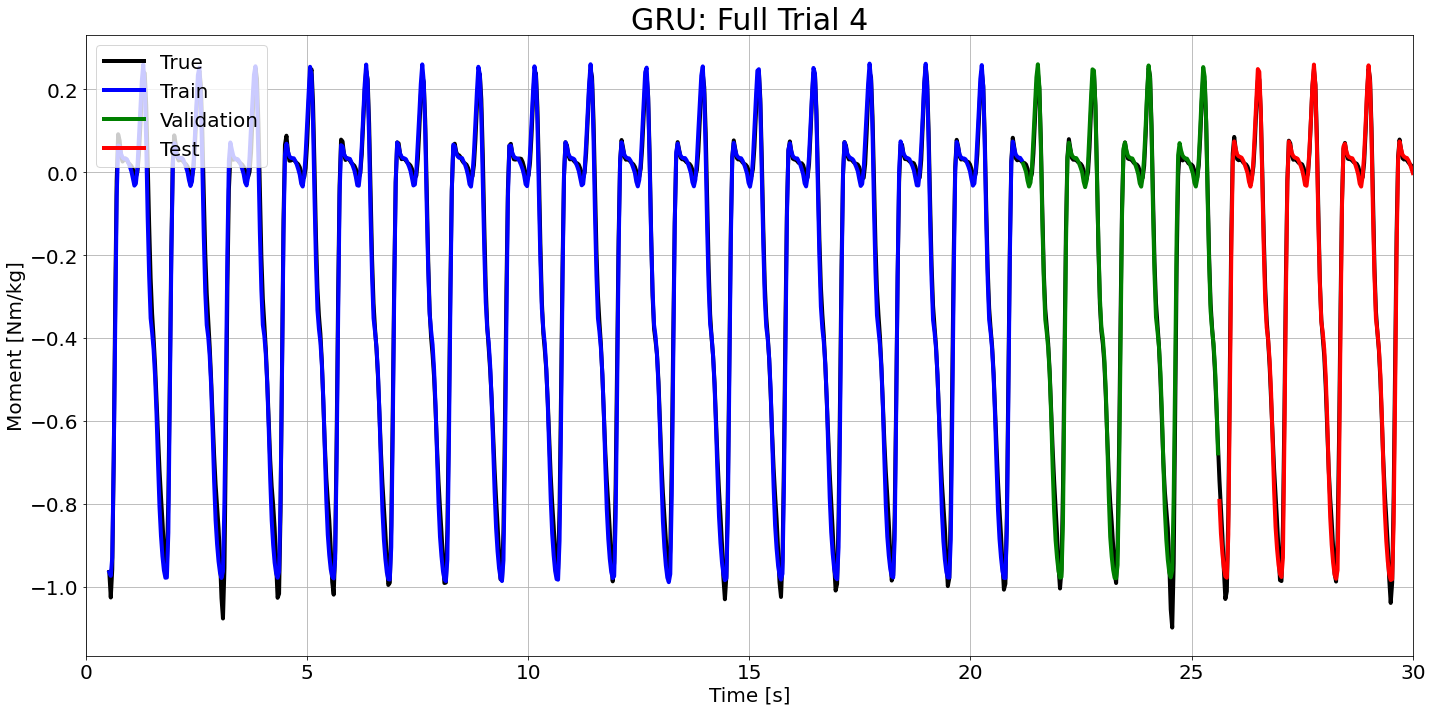 GRU: Full Trial 4
True
Train
Validation
Test
0.2
0.0
−0.2
−0.4
−0.6
−0.8
−1.0
Moment [Nm/kg]
0 5 10 15 20 25 30
Time [s]